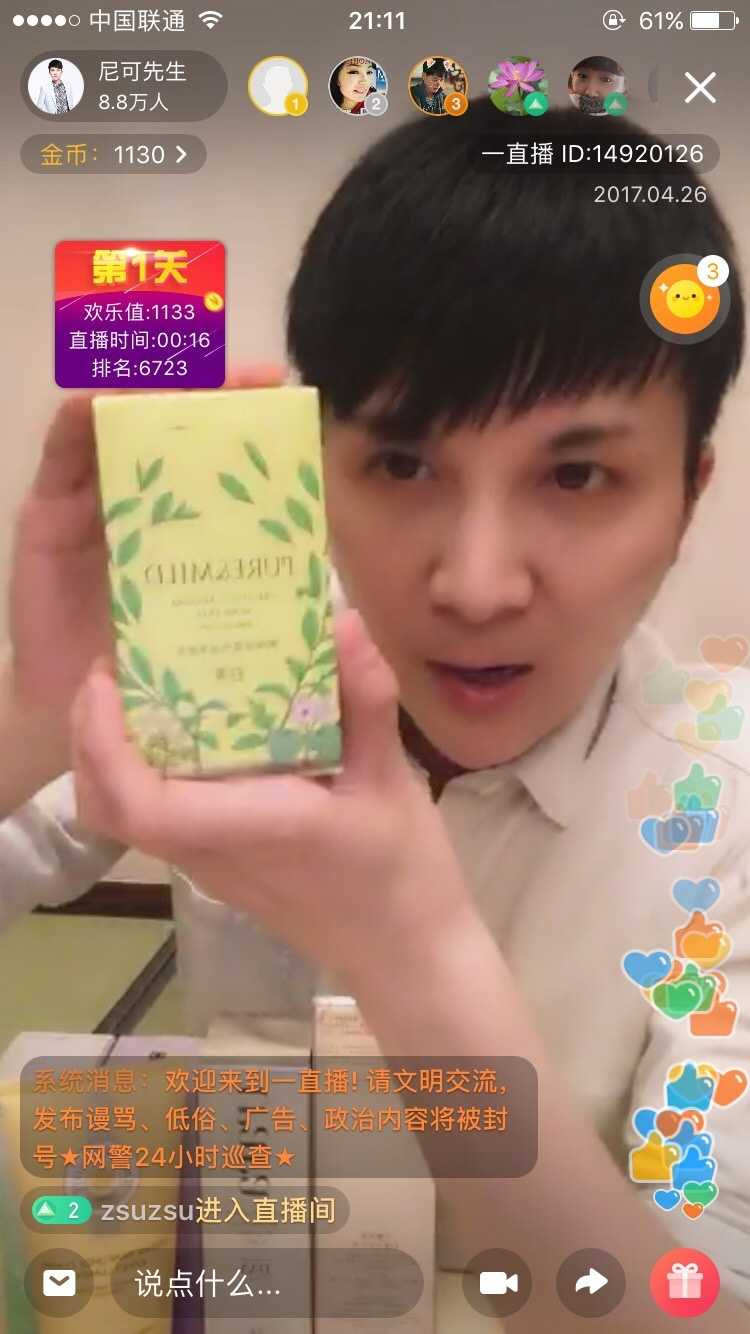 中国联通
21:11
61%
尼可先生
8.8万人
1
2
3
金币: 1130
一直播 ID:14920126
2017.04.26
3
第1关
欢乐值:1133
直播时间:00:16
排名:6723
PURE&MILD
系统消息: 欢迎来到一直播! 请文明交流,
发布谩骂、低俗、广告、政治内容将被封
号★网警24小时巡查★
2 zsuzsu进入直播间
说点什么...